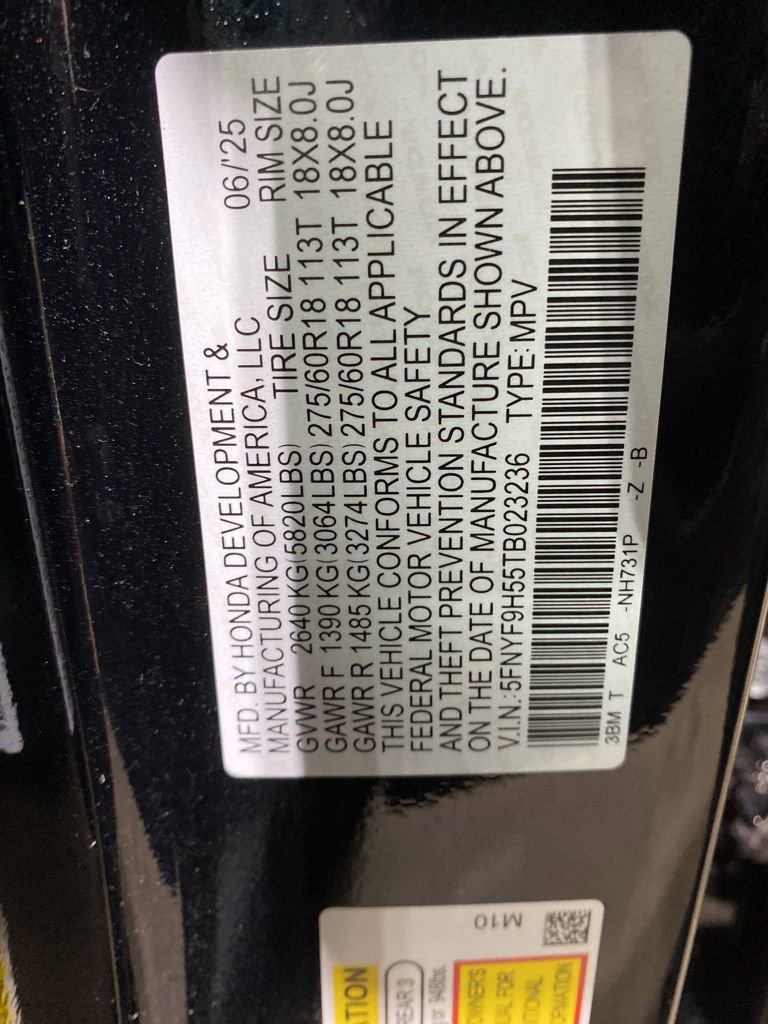 MFD. BY HONDA DEVELOPMENT &
MANUFACTURING OF AMERICA, LLC 06/'25
GVWR 2640 KG(5820LBS) TIRE SIZE RIM SIZE
GAWR F 1390 KG(3064LBS) 275/60R18 113T 18X8.0J
GAWR R 1485 KG(3274LBS) 275/60R18 113T 18X8.0J
THIS VEHICLE CONFORMS TO ALL APPLICABLE
FEDERAL MOTOR VEHICLE SAFETY
AND THEFT PREVENTION STANDARDS IN EFFECT
ON THE DATE OF MANUFACTURE SHOWN ABOVE.
V.I.N.:5FNYF9H55TB023236 TYPE: MPV
3BM T AC5 -NH731P -Z -B
M10
REAR 3